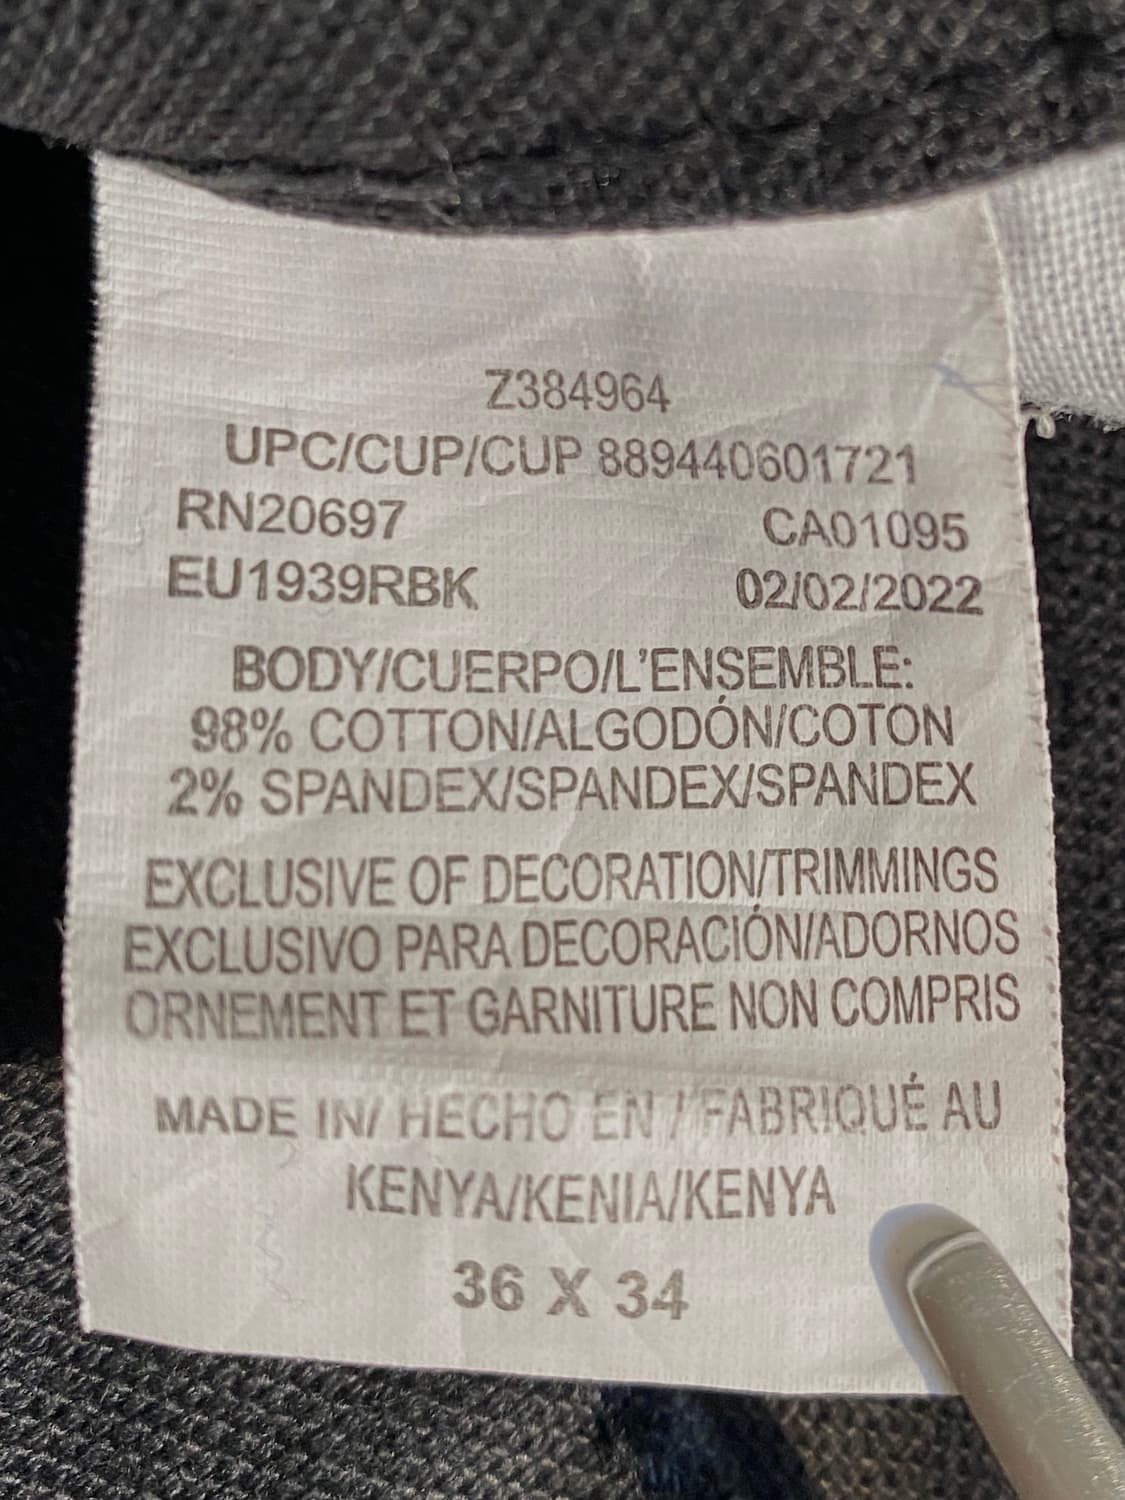 Z384964
UPC/CUP/CUP 889440601721
RN20697 CA01095
EU1939RBK 02/02/2022
BODY/CUERPO/L'ENSEMBLE:
98% COTTON/ALGODÓN/COTON
2% SPANDEX/SPANDEX/SPANDEX
EXCLUSIVE OF DECORATION/TRIMMINGS
EXCLUSIVO PARA DECORACIÓN/ADORNOS
ORNEMENT ET GARNITURE NON COMPRIS
MADE IN/ HECHO EN / FABRIQUÉ AU
KENYA/KENIA/KENYA
36 X 34